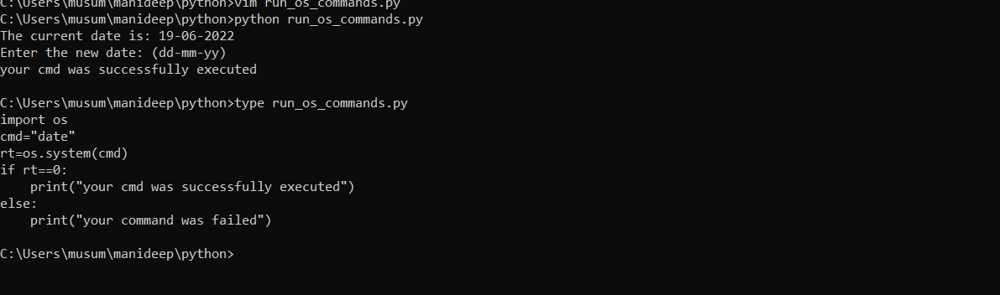 C:\Users\musum\manideep\python>vim run_os_commands.py
C:\Users\musum\manideep\python>python run_os_commands.py
The current date is: 19-06-2022
Enter the new date: (dd-mm-yy)
your cmd was successfully executed
C:\Users\musum\manideep\python>type run_os_commands.py
import os
cmd="date"
rt=os.system(cmd)
if rt==0:
    print("your cmd was successfully executed")
else:
    print("your command was failed")
C:\Users\musum\manideep\python>